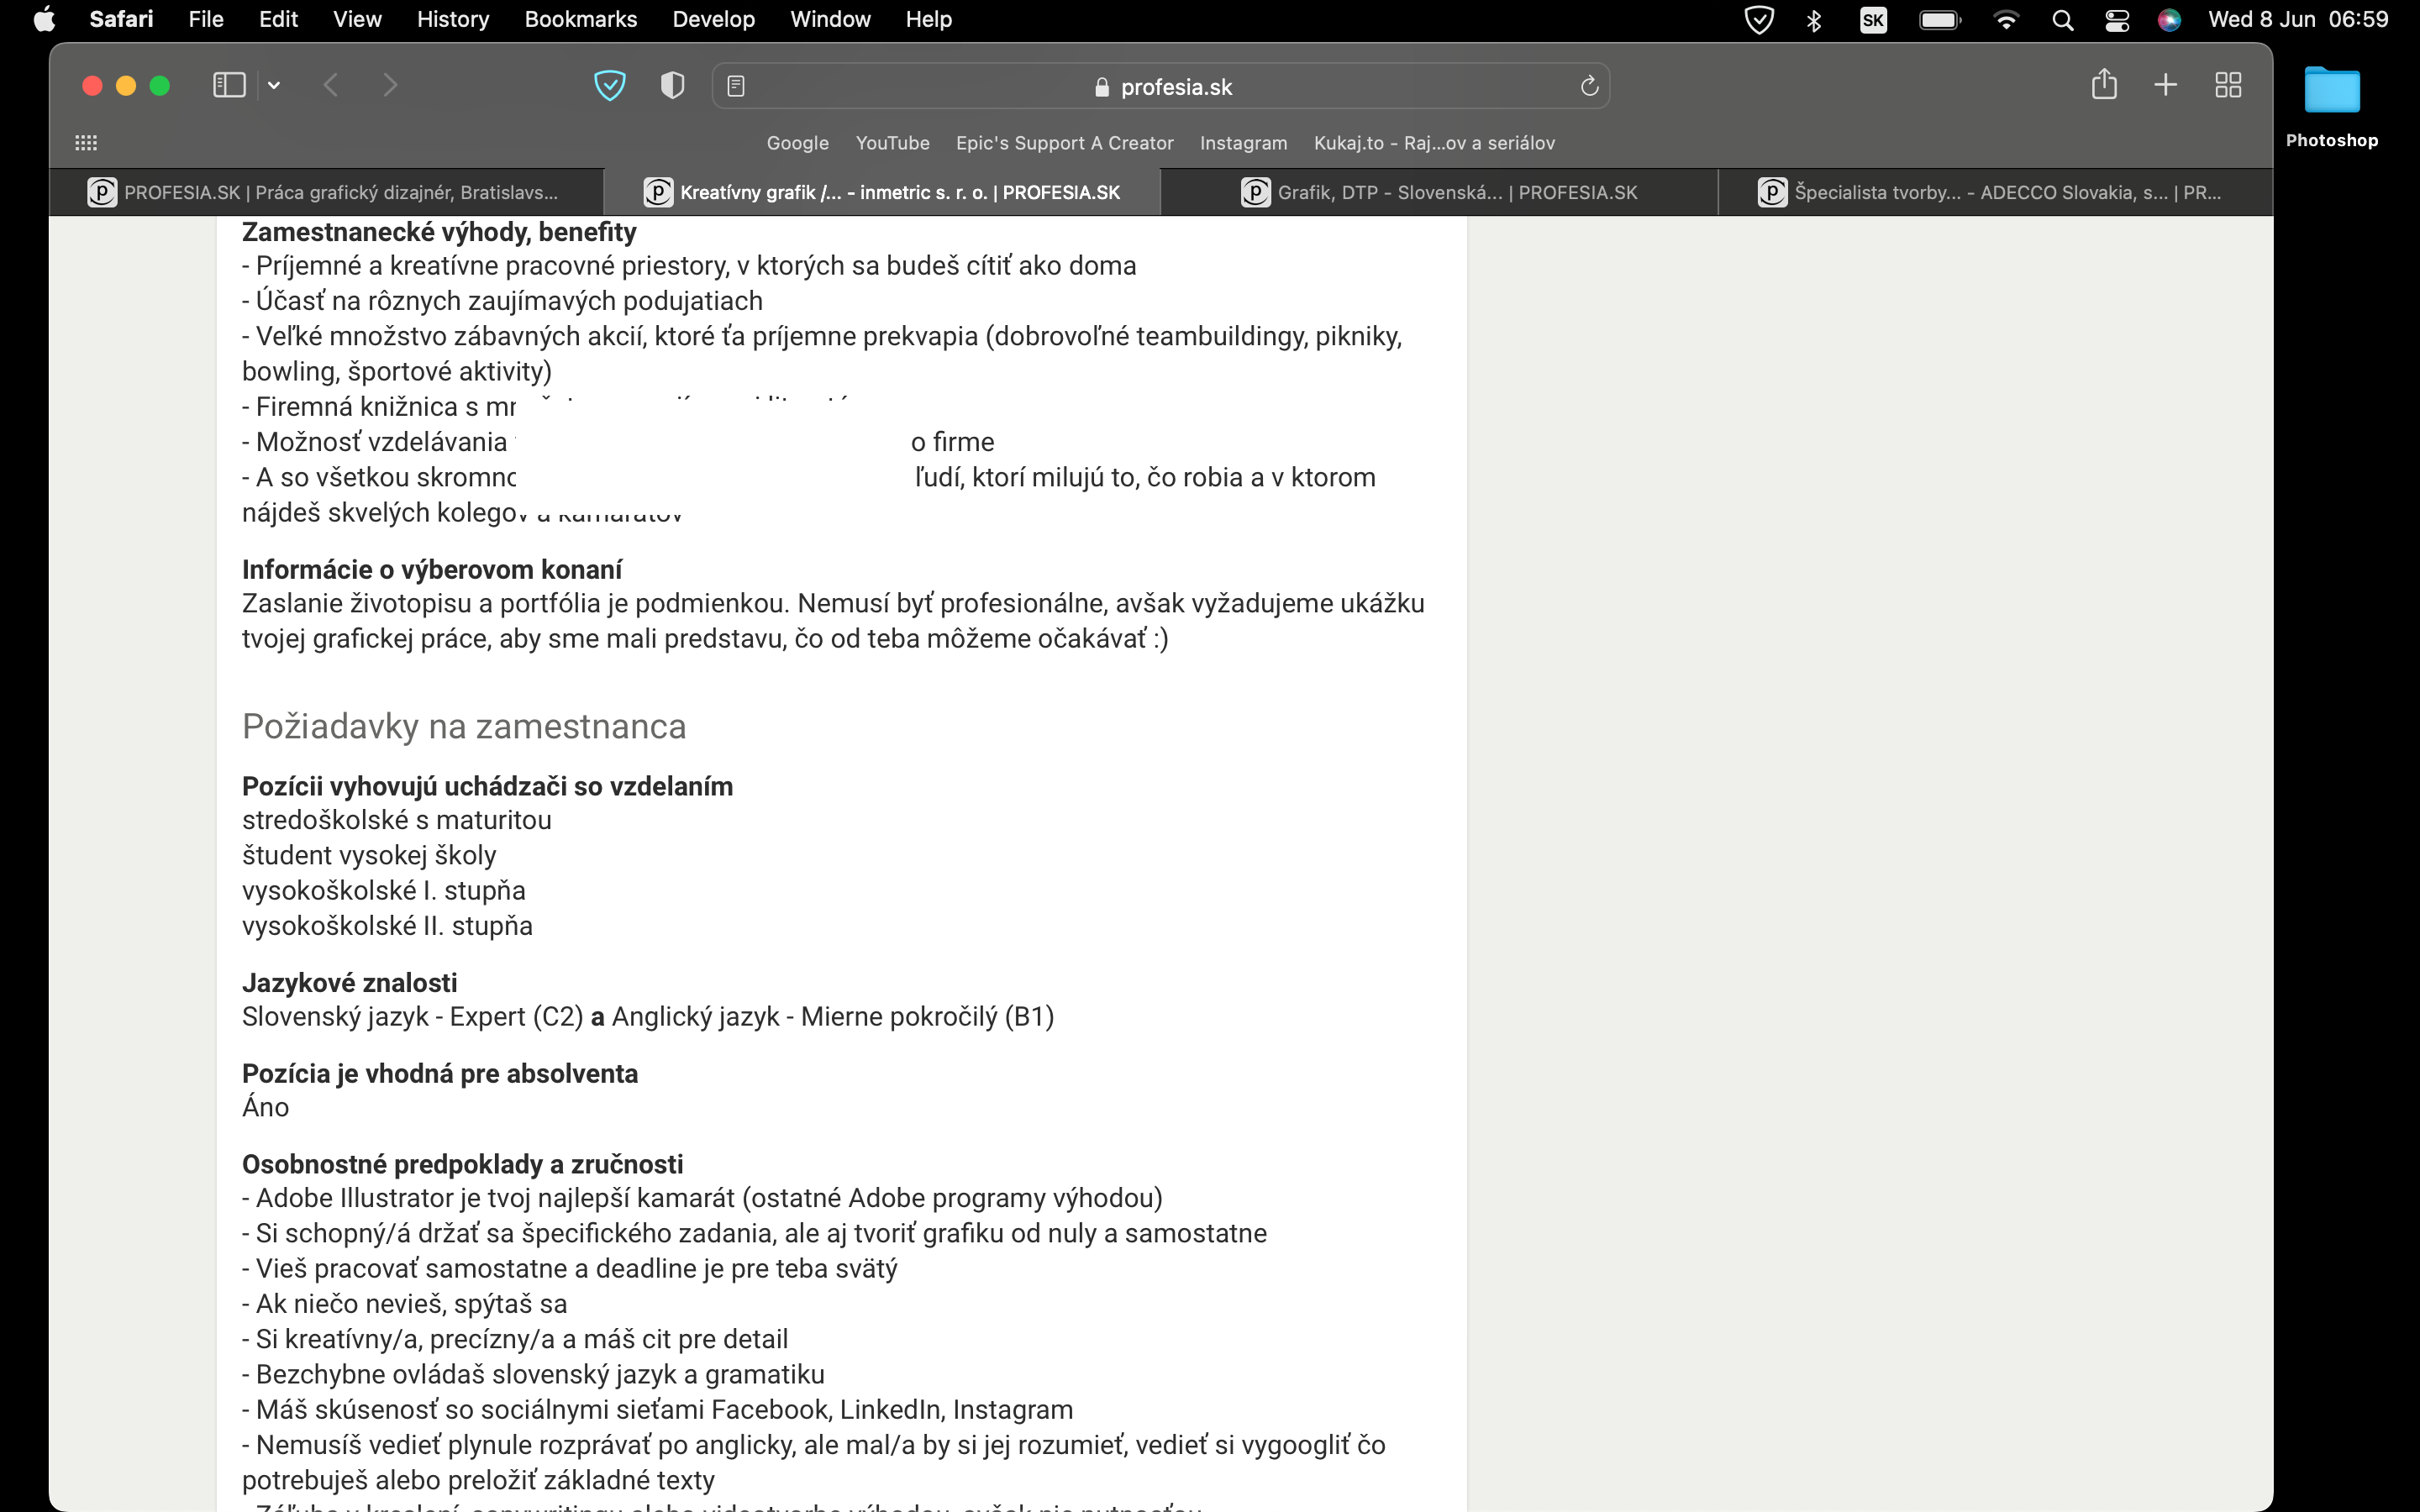 Safari File Edit View History Bookmarks Develop Window Help SK Wed 8 Jun 06:59
profesia.sk
Photoshop
Google YouTube Epic's Support A Creator Instagram Kukaj.to - Raj...ov a seriálov
PROFESIA.SK | Práca grafický dizajnér, Bratislavs... Kreatívny grafik /... - inmetric s. r. o. | PROFESIA.SK Grafik, DTP - Slovenská... | PROFESIA.SK Špecialista tvorby... - ADECCO Slovakia, s... | PR...
Zamestnanecké výhody, benefity
- Príjemné a kreatívne pracovné priestory, v ktorých sa budeš cítiť ako doma
- Účasť na rôznych zaujímavých podujatiach
- Veľké množstvo zábavných akcií, ktoré ťa príjemne prekvapia (dobrovoľné teambuildingy, pikniky,
bowling, športové aktivity)
- Firemná knižnica s
- Možnosť vzdelávania o firme
- A so všetkou ľudí, ktorí milujú to, čo robia a v ktorom
nájdeš skvelých kolegov a kamarátov
Informácie o výberovom konaní
Zaslanie životopisu a portfólia je podmienkou. Nemusí byť profesionálne, avšak vyžadujeme ukážku
tvojej grafickej práce, aby sme mali predstavu, čo od teba môžeme očakávať :)
Požiadavky na zamestnanca
Pozícii vyhovujú uchádzači so vzdelaním
stredoškolské s maturitou
študent vysokej školy
vysokoškolské I. stupňa
vysokoškolské II. stupňa
Jazykové znalosti
Slovenský jazyk - Expert (C2) a Anglický jazyk - Mierne pokročilý (B1)
Pozícia je vhodná pre absolventa
Áno
Osobnostné predpoklady a zručnosti
- Adobe Illustrator je tvoj najlepší kamarát (ostatné Adobe programy výhodou)
- Si schopný/á držať sa špecifického zadania, ale aj tvoriť grafiku od nuly a samostatne
- Vieš pracovať samostatne a deadline je pre teba svätý
- Ak niečo nevieš, spýtaš sa
- Si kreatívny/a, precízny/a a máš cit pre detail
- Bezchybne ovládaš slovenský jazyk a gramatiku
- Máš skúsenosť so sociálnymi sieťami Facebook, LinkedIn, Instagram
- Nemusíš vedieť plynule rozprávať po anglicky, ale mal/a by si jej rozumieť, vedieť si vygoogliť čo
potrebuješ alebo preložiť základné texty